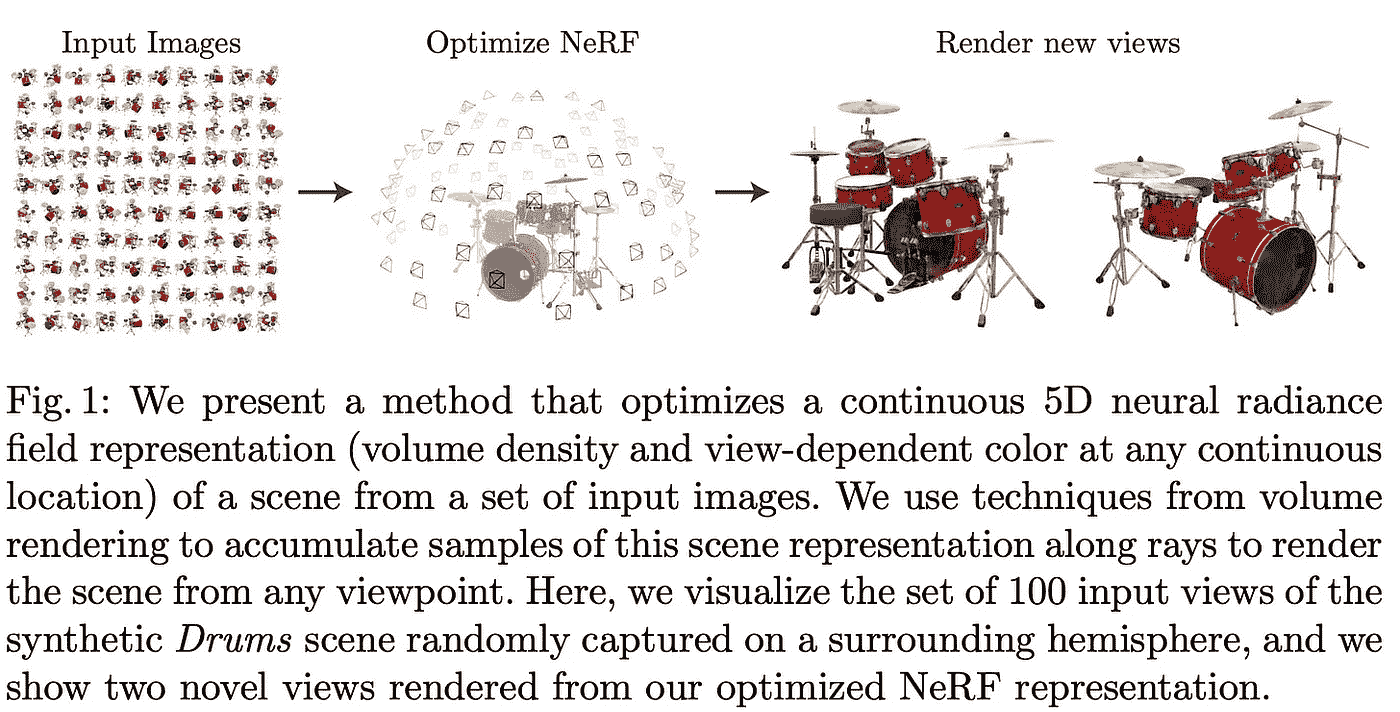 Input Images
Optimize NeRF
Render new views
Fig. 1: We present a method that optimizes a continuous 5D neural radiance
field representation (volume density and view-dependent color at any continuous
location) of a scene from a set of input images. We use techniques from volume
rendering to accumulate samples of this scene representation along rays to render
the scene from any viewpoint. Here, we visualize the set of 100 input views of the
synthetic Drums scene randomly captured on a surrounding hemisphere, and we
show two novel views rendered from our optimized NeRF representation.